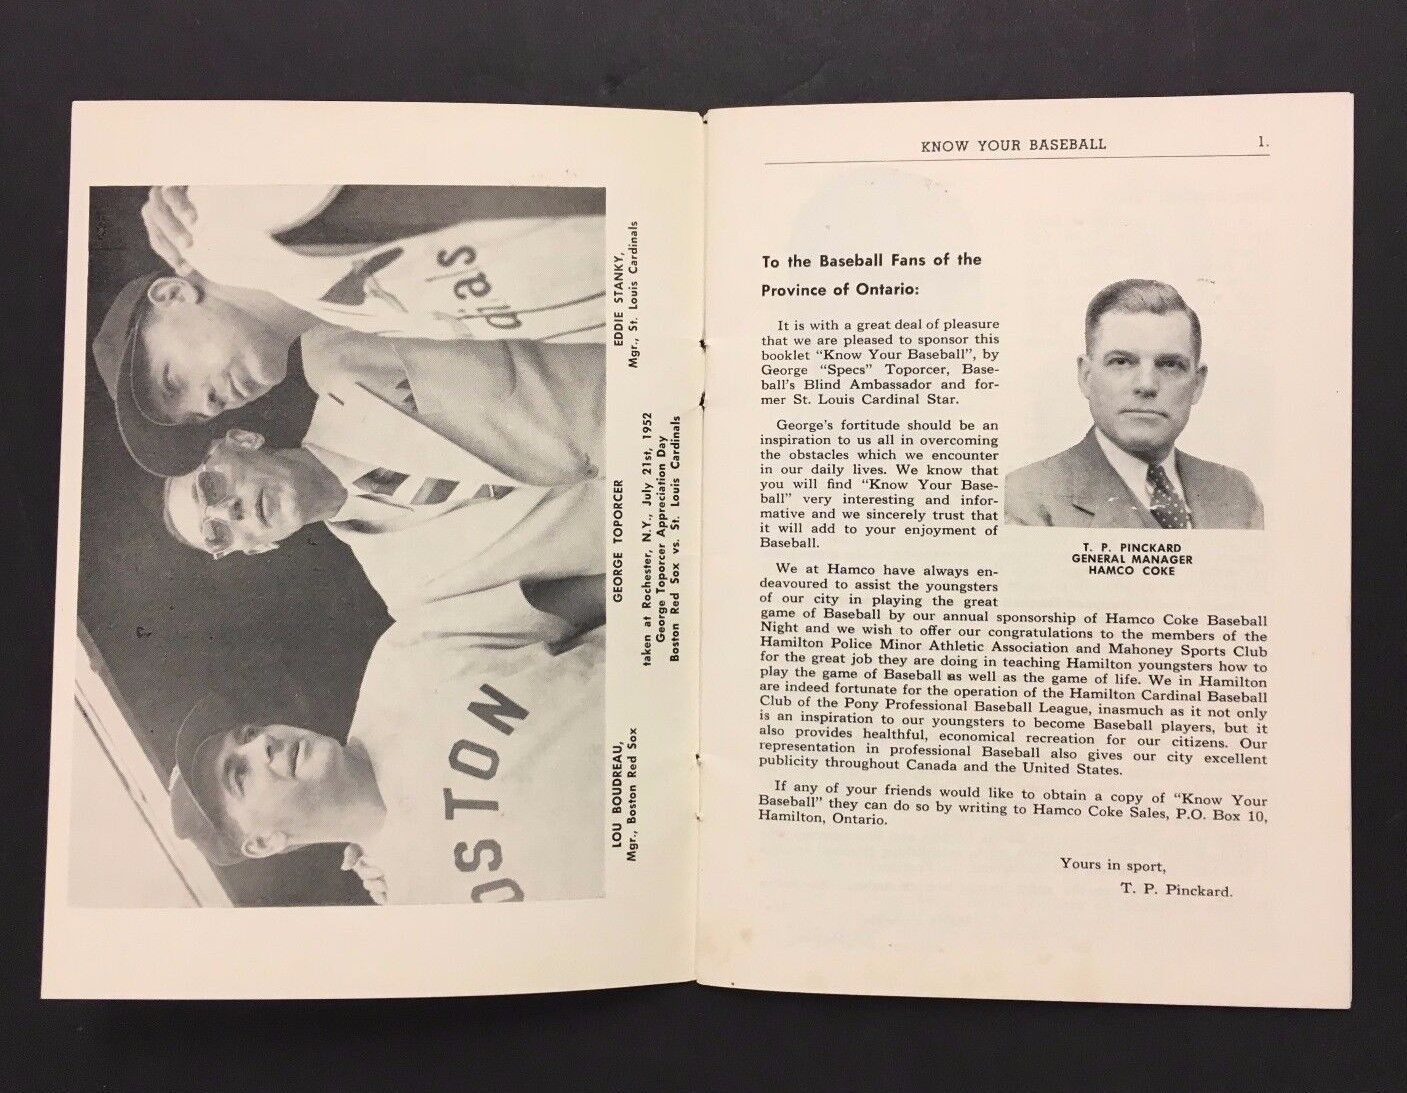 LOU BOUDREAU,
Mgr., Boston Red Sox
GEORGE TOPORCER
EDDIE STANKY,
Mgr., St. Louis Cardinals
taken at Rochester, N.Y., July 21st, 1952
George Toporcer Appreciation Day
Boston Red Sox vs. St. Louis Cardinals
OSTON
dinals
KNOW YOUR BASEBALL
1.
To the Baseball Fans of the
Province of Ontario:
It is with a great deal of pleasure
that we are pleased to sponsor this
booklet "Know Your Baseball", by
George "Specs" Toporcer, Base-
ball's Blind Ambassador and for-
mer St. Louis Cardinal Star.
George's fortitude should be an
inspiration to us all in overcoming
the obstacles which we encounter
in our daily lives. We know that
you will find "Know Your Base-
ball" very interesting and infor-
mative and we sincerely trust that
it will add to your enjoyment of
Baseball.
T. P. PINCKARD
GENERAL MANAGER
HAMCO COKE
We at Hamco have always en-
deavoured to assist the youngsters
of our city in playing the great
game of Baseball by our annual sponsorship of Hamco Coke Baseball
Night and we wish to offer our congratulations to the members of the
Hamilton Police Minor Athletic Association and Mahoney Sports Club
for the great job they are doing in teaching Hamilton youngsters how to
play the game of Baseball as well as the game of life. We in Hamilton
are indeed fortunate for the operation of the Hamilton Cardinal Baseball
Club of the Pony Professional Baseball League, inasmuch as it not only
is an inspiration to our youngsters to become Baseball players, but it
also provides healthful, economical recreation for our citizens. Our
representation in professional Baseball also gives our city excellent
publicity throughout Canada and the United States.
If any of your friends would like to obtain a copy of "Know Your
Baseball" they can do so by writing to Hamco Coke Sales, P.O. Box 10,
Hamilton, Ontario.
Yours in sport,
T. P. Pinckard.